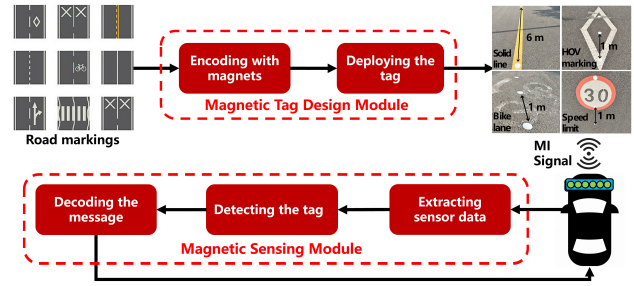 Road markings
Encoding with
magnets
Deploying the
tag
Magnetic Tag Design Module
Solid
line
6 m
HOV
marking
1 m
Bike
lane
1 m
30
Speed
limit
1 m
MI
Signal
Extracting
sensor data
Detecting the tag
Decoding the
message
Magnetic Sensing Module